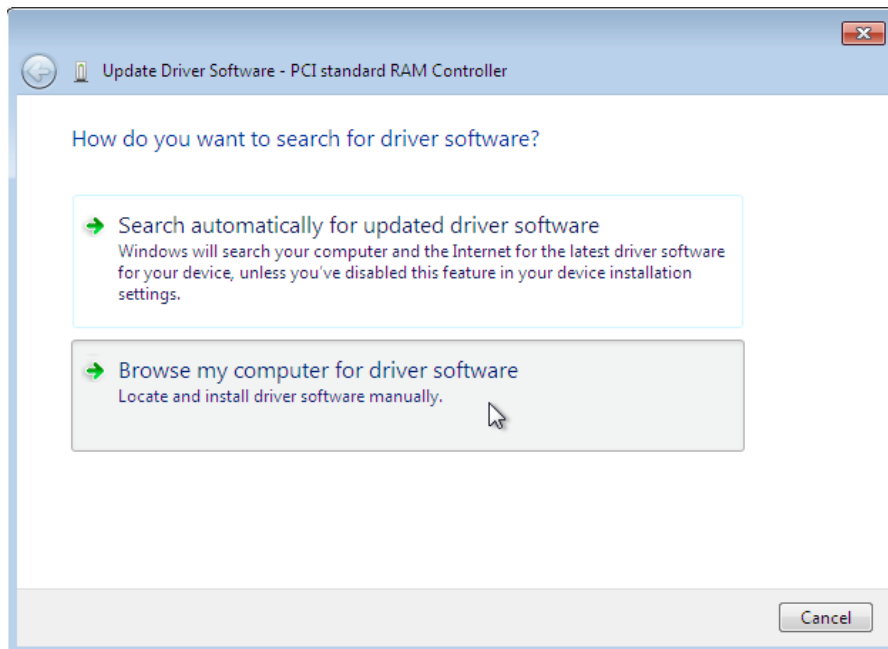 Update Driver Software - PCI standard RAM Controller
How do you want to search for driver software?
Search automatically for updated driver software
Windows will search your computer and the Internet for the latest driver software
for your device, unless you've disabled this feature in your device installation
settings.
Browse my computer for driver software
Locate and install driver software manually.
Cancel